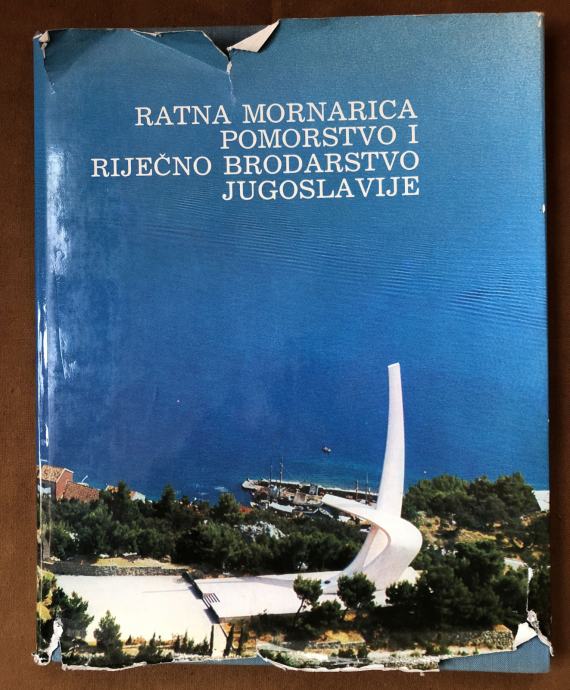 RATNA MORNARICA
POMORSTVO I
RIJEČNO BRODARSTVO
JUGOSLAVIJE